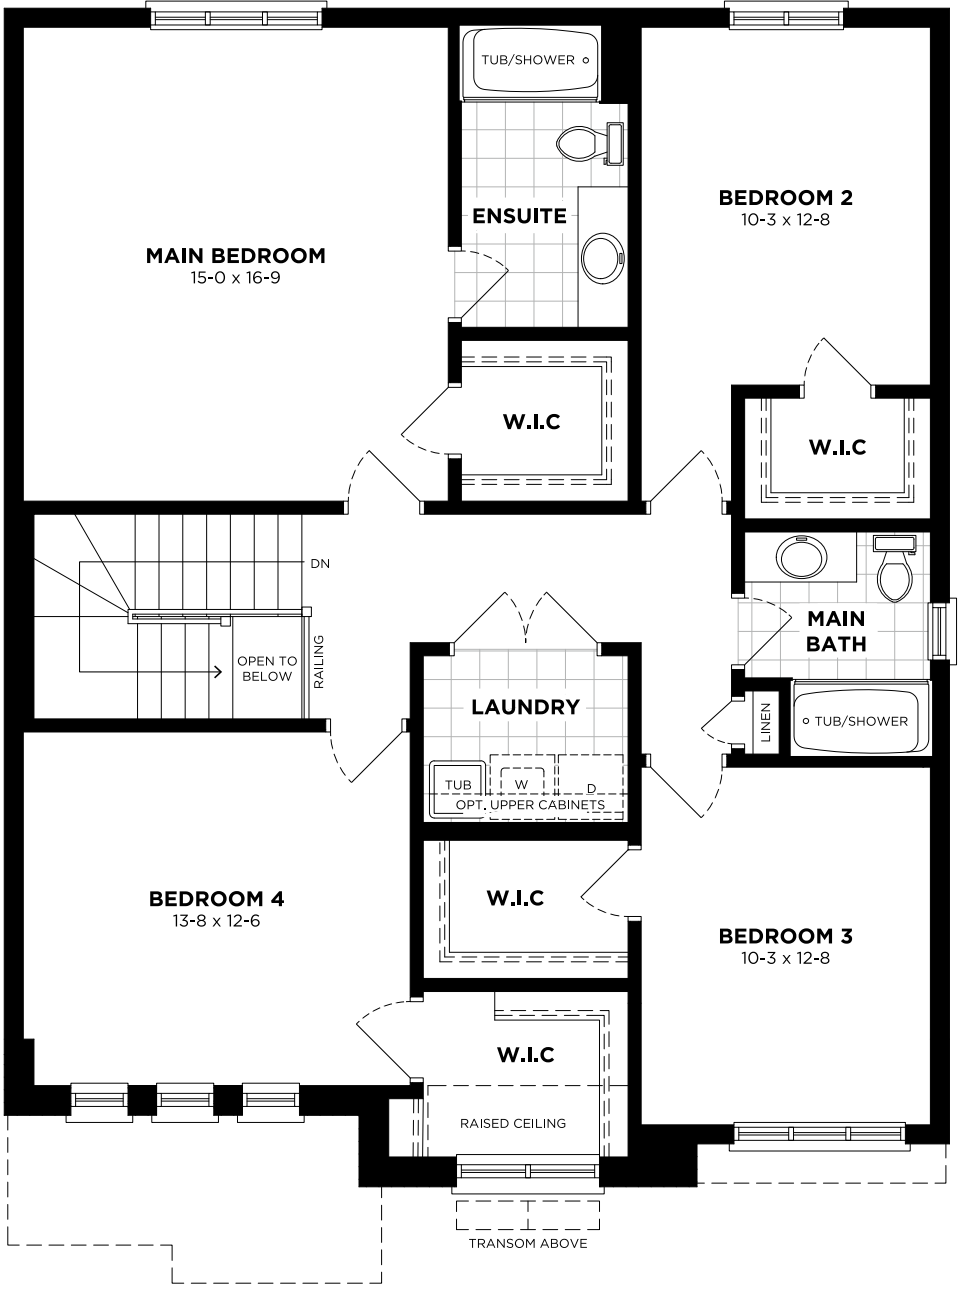 TUB/SHOWER
BEDROOM 2
10-3 x 12-8
ENSUITE
MAIN BEDROOM
15-0 x 16-9
W.I.C
W.I.C
DN
MAIN
BATH
OPEN TO
BELOW
RAILING
LAUNDRY
LINEN
TUB/SHOWER
TUB
W
D
OPT. UPPER CABINETS
BEDROOM 4
13-8 x 12-6
W.I.C
BEDROOM 3
10-3 x 12-8
W.I.C
RAISED CEILING
TRANSOM ABOVE